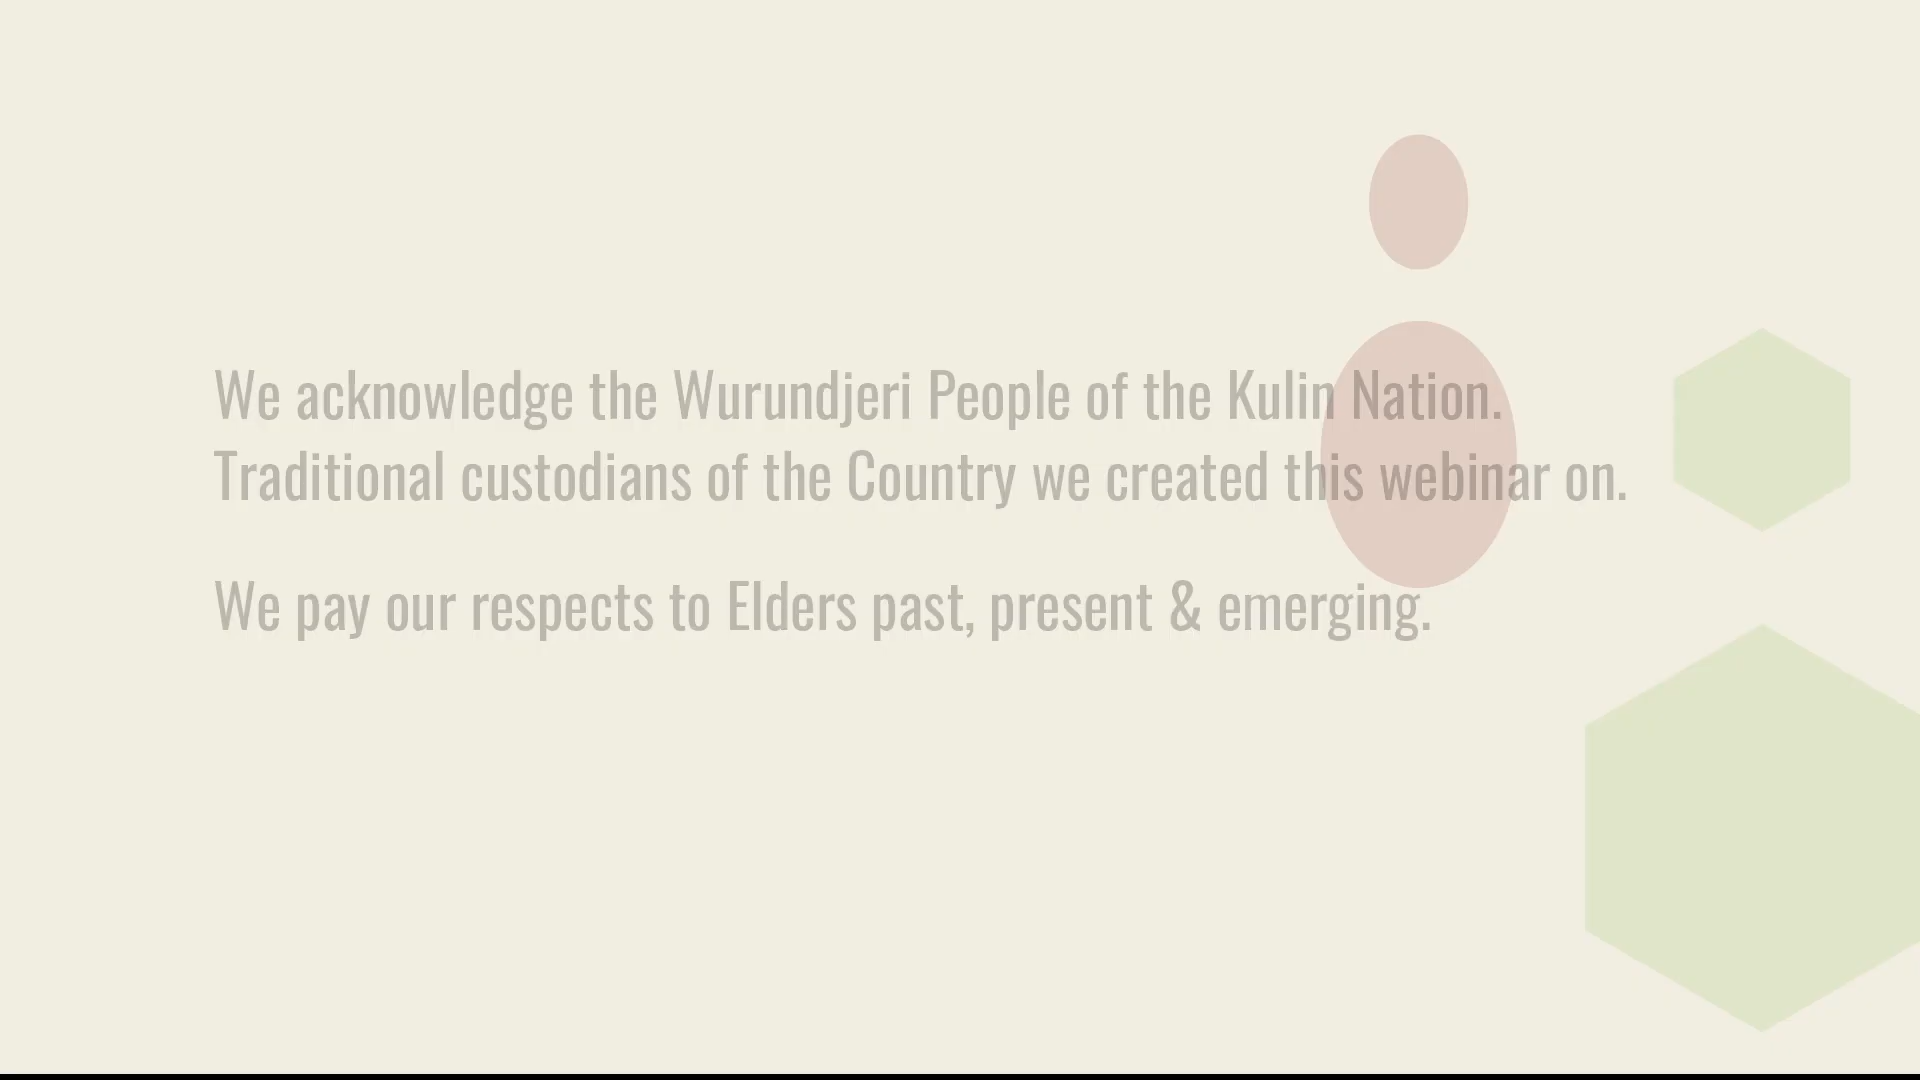 We acknowledge the Wurundjeri People of the Kulin Nation.
Traditional custodians of the Country we created this webinar on.
We pay our respects to Elders past, present & emerging.